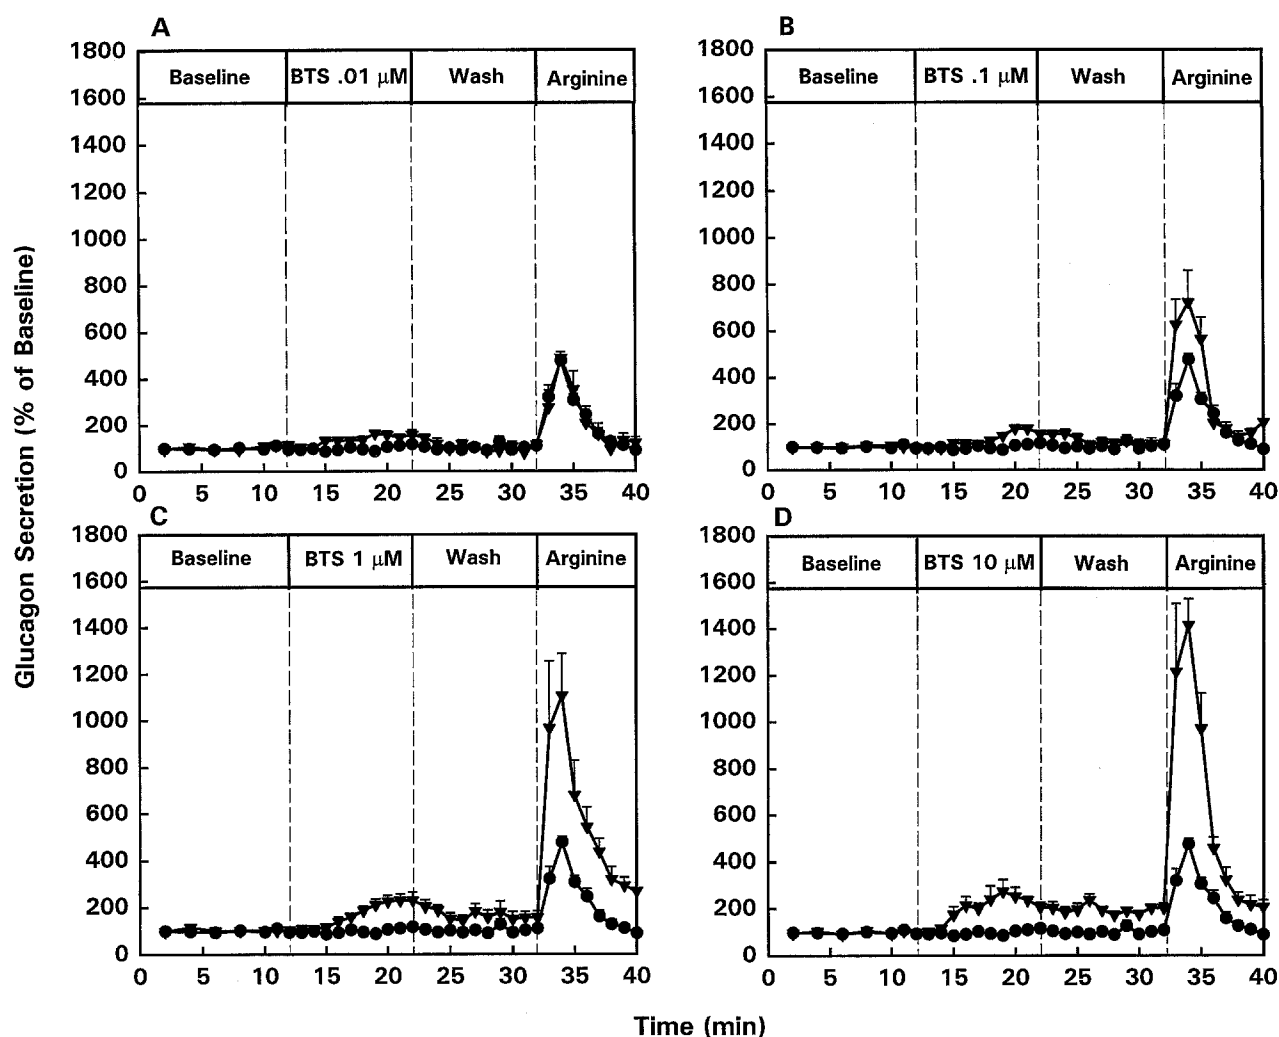 A
1800
1600
1400
1200
1000
800
600
400
200
0
Baseline
BTS .01 μM
Wash
Arginine
0 5 10 15 20 25 30 35 40
B
1800
1600
1400
1200
1000
800
600
400
200
0
Baseline
BTS .1 μM
Wash
Arginine
0 5 10 15 20 25 30 35 40
C
1800
1600
1400
1200
1000
800
600
400
200
0
Baseline
BTS 1 μM
Wash
Arginine
0 5 10 15 20 25 30 35 40
D
1800
1600
1400
1200
1000
800
600
400
200
0
Baseline
BTS 10 μM
Wash
Arginine
0 5 10 15 20 25 30 35 40
Glucagon Secretion (% of Baseline)
Time (min)